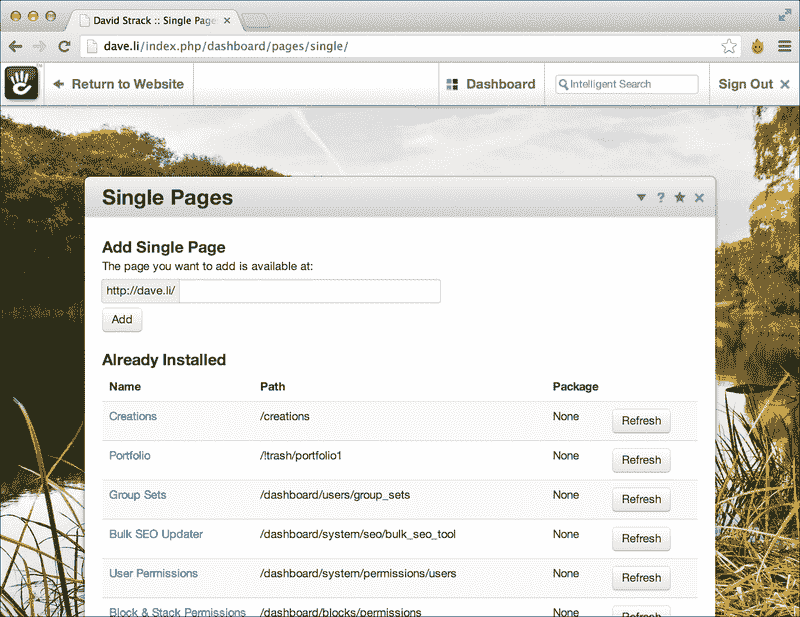 David Strack :: Single Page
dave.li/index.php/dashboard/pages/single/
Return to Website
Dashboard
Intelligent Search
Sign Out
Single Pages
Add Single Page
The page you want to add is available at:
http://dave.li/
Add
Already Installed
Name Path Package
Creations /creations None Refresh
Portfolio /!trash/portfolio1 None Refresh
Group Sets /dashboard/users/group_sets None Refresh
Bulk SEO Updater /dashboard/system/seo/bulk_seo_tool None Refresh
User Permissions /dashboard/system/permissions/users None Refresh
Block & Stack Permissions /dashboard/blocks/permissions None Refresh